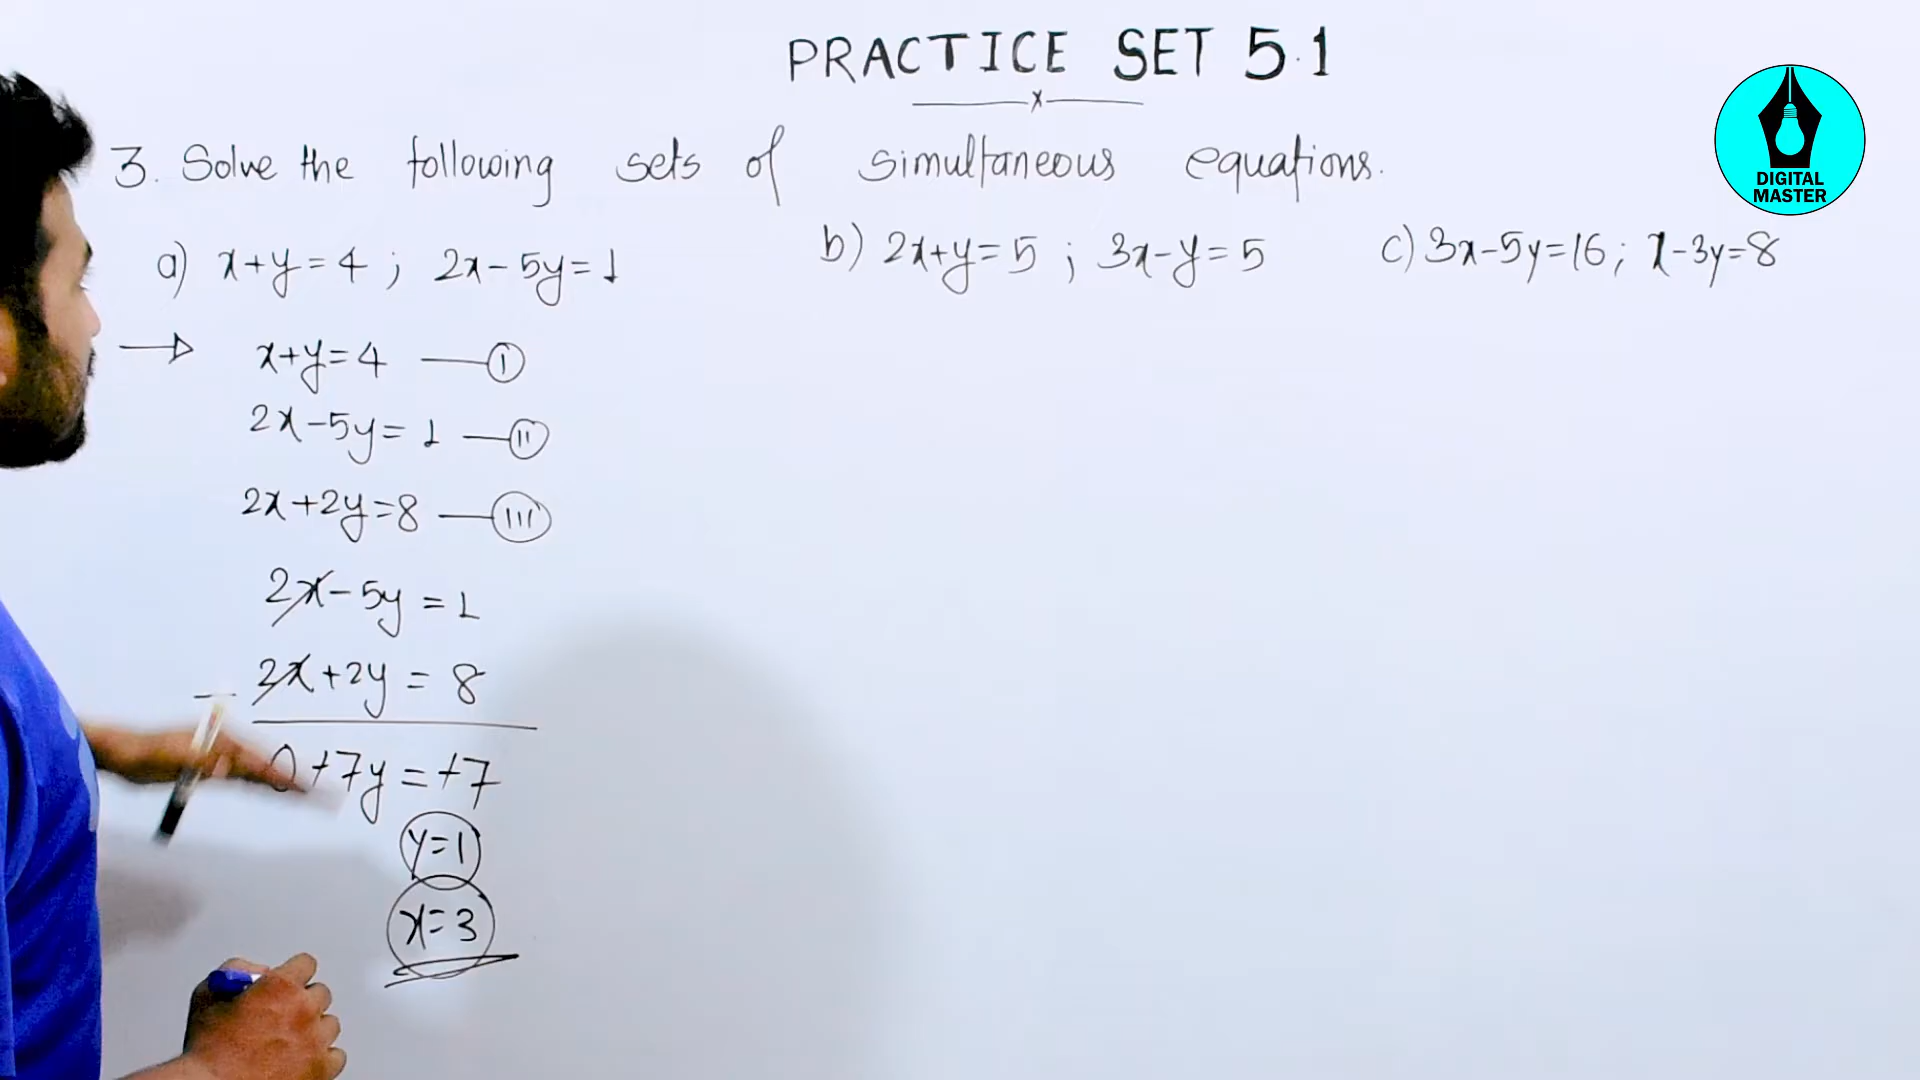 PRACTICE SET 5.1
x
DIGITAL
MASTER
3. Solve the following sets of simultaneous equations.
a) x+y=4 ; 2x-5y=1
b) 2x+y=5 ; 3x-y=5
c) 3x-5y=16 ; x-3y=8
x+y=4 — I
2x-5y=1 — II
2x+2y=8 — III
2x-5y=1
- 2x+2y=8
0+7y=+7
y=1
x=3